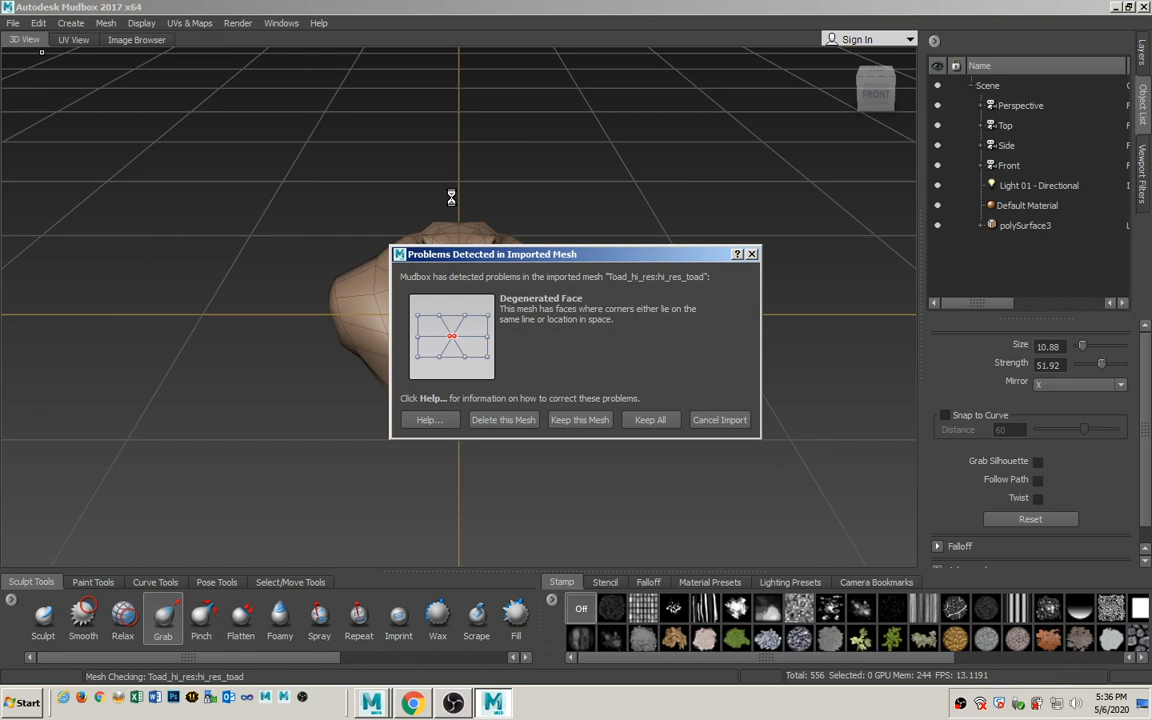 Autodesk Mudbox 2017 x64
File Edit Create Mesh Display UVs & Maps Render Windows Help
3D View UV View Image Browser Sign In
FRONT
Name
Scene
Perspective
Top
Side
Front
Light 01 - Directional
Default Material
polySurface3
Layers
Object List
Viewport Filters
Problems Detected in Imported Mesh
Mudbox has detected problems in the imported mesh "Toad_hi_res:hi_res_toad":
Degenerated Face
This mesh has faces where corners either lie on the
same line or location in space.
Click Help... for information on how to correct these problems.
Help... Delete this Mesh Keep this Mesh Keep All Cancel Import
Size 10.88
Strength 51.92
Mirror X
Snap to Curve
Distance 60
Grab Silhouette
Follow Path
Twist
Reset
Falloff
Sculpt Tools Paint Tools Curve Tools Pose Tools Select/Move Tools
Sculpt Smooth Relax Grab Pinch Flatten Foamy Spray Repeat Imprint Wax Scrape Fill
Stamp Stencil Falloff Material Presets Lighting Presets Camera Bookmarks
Off
Mesh Checking: Toad_hi_res:hi_res_toad
Total: 556 Selected: 0 GPU Mem: 244 FPS: 13.1191
Start
5:36 PM
5/6/2020